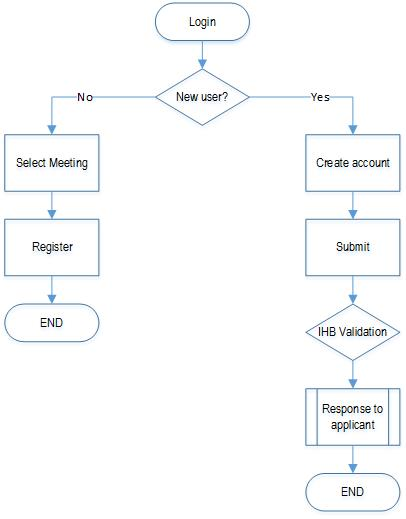 Login
New user?
No
Yes
Select Meeting
Create account
Register
Submit
END
IHB Validation
Response to
applicant
END